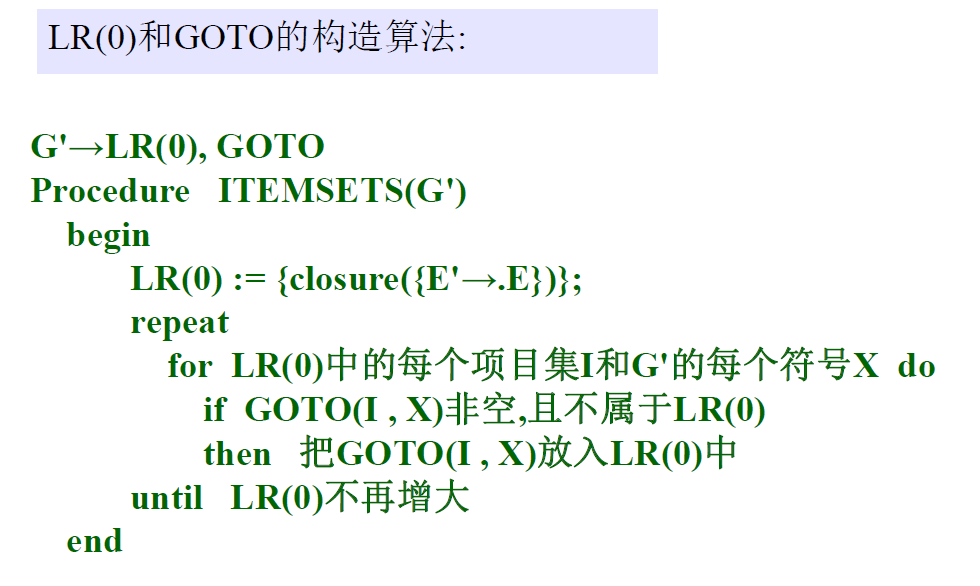 LR(0)和GOTO的构造算法:
G'→LR(0), GOTO
Procedure ITEMSETS(G')
begin
LR(0) := {closure({E'→.E})};
repeat
for LR(0)中的每个项目集I和G'的每个符号X do
if GOTO(I , X)非空,且不属于LR(0)
then 把GOTO(I , X)放入LR(0)中
until LR(0)不再增大
end